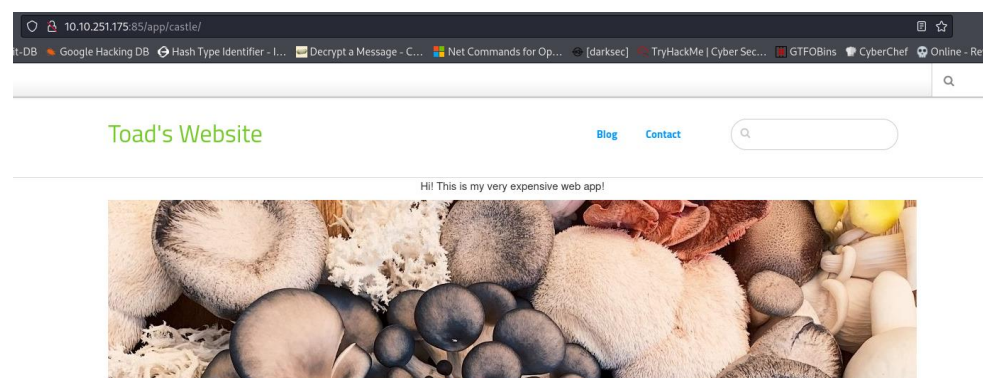 10.10.251.175:85/app/castle/
it-DB Google Hacking DB Hash Type Identifier - I... Decrypt a Message - C... Net Commands for Op... [darksec] TryHackMe | Cyber Sec... GTFOBins CyberChef Online - Re
Toad's Website Blog Contact
Hi! This is my very expensive web app!